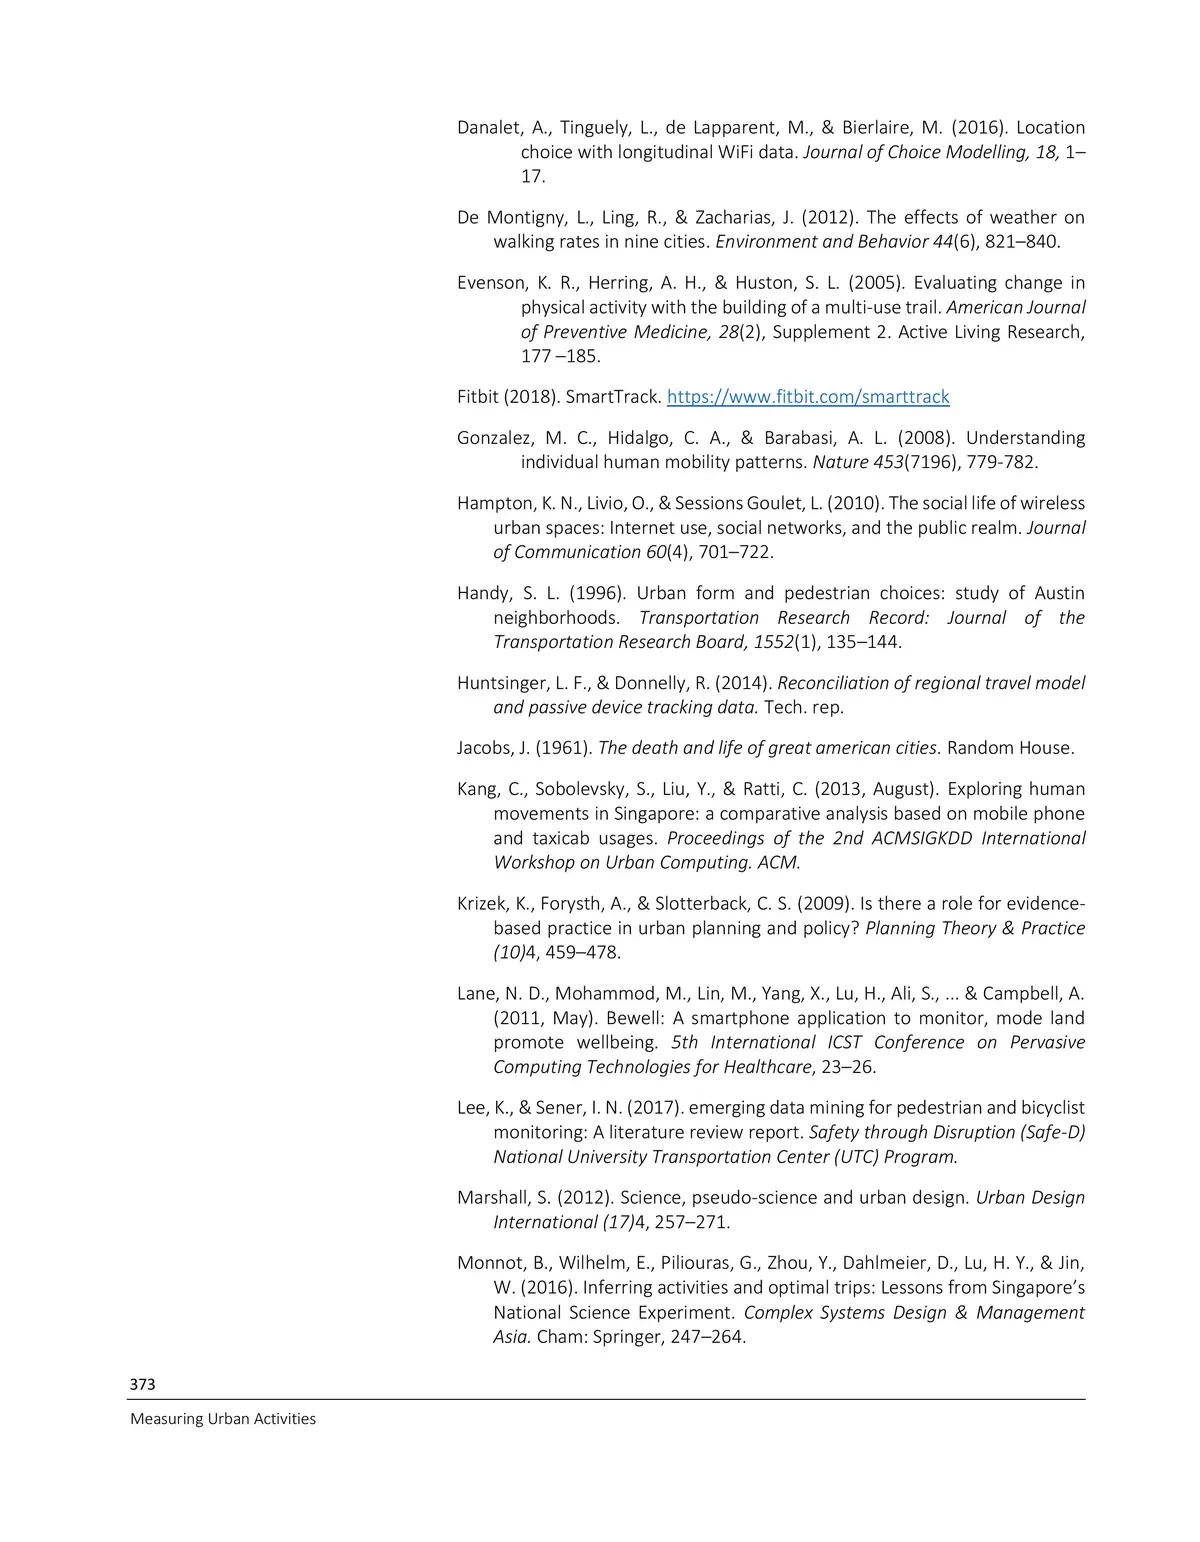 Danalet, A., Tinguely, L., de Lapparent, M., & Bierlaire, M. (2016). Location
choice with longitudinal WiFi data. Journal of Choice Modelling, 18, 1–
17.
De Montigny, L., Ling, R., & Zacharias, J. (2012). The effects of weather on
walking rates in nine cities. Environment and Behavior 44(6), 821–840.
Evenson, K. R., Herring, A. H., & Huston, S. L. (2005). Evaluating change in
physical activity with the building of a multi-use trail. American Journal
of Preventive Medicine, 28(2), Supplement 2. Active Living Research,
177 –185.
Fitbit (2018). SmartTrack. https://www.fitbit.com/smarttrack
Gonzalez, M. C., Hidalgo, C. A., & Barabasi, A. L. (2008). Understanding
individual human mobility patterns. Nature 453(7196), 779-782.
Hampton, K. N., Livio, O., & Sessions Goulet, L. (2010). The social life of wireless
urban spaces: Internet use, social networks, and the public realm. Journal
of Communication 60(4), 701–722.
Handy, S. L. (1996). Urban form and pedestrian choices: study of Austin
neighborhoods. Transportation Research Record: Journal of the
Transportation Research Board, 1552(1), 135–144.
Huntsinger, L. F., & Donnelly, R. (2014). Reconciliation of regional travel model
and passive device tracking data. Tech. rep.
Jacobs, J. (1961). The death and life of great american cities. Random House.
Kang, C., Sobolevsky, S., Liu, Y., & Ratti, C. (2013, August). Exploring human
movements in Singapore: a comparative analysis based on mobile phone
and taxicab usages. Proceedings of the 2nd ACMSIGKDD International
Workshop on Urban Computing. ACM.
Krizek, K., Forysth, A., & Slotterback, C. S. (2009). Is there a role for evidence-
based practice in urban planning and policy? Planning Theory & Practice
(10)4, 459–478.
Lane, N. D., Mohammod, M., Lin, M., Yang, X., Lu, H., Ali, S., ... & Campbell, A.
(2011, May). Bewell: A smartphone application to monitor, mode land
promote wellbeing. 5th International ICST Conference on Pervasive
Computing Technologies for Healthcare, 23–26.
Lee, K., & Sener, I. N. (2017). emerging data mining for pedestrian and bicyclist
monitoring: A literature review report. Safety through Disruption (Safe-D)
National University Transportation Center (UTC) Program.
Marshall, S. (2012). Science, pseudo-science and urban design. Urban Design
International (17)4, 257–271.
Monnot, B., Wilhelm, E., Piliouras, G., Zhou, Y., Dahlmeier, D., Lu, H. Y., & Jin,
W. (2016). Inferring activities and optimal trips: Lessons from Singapore’s
National Science Experiment. Complex Systems Design & Management
Asia. Cham: Springer, 247–264.
373
Measuring Urban Activities